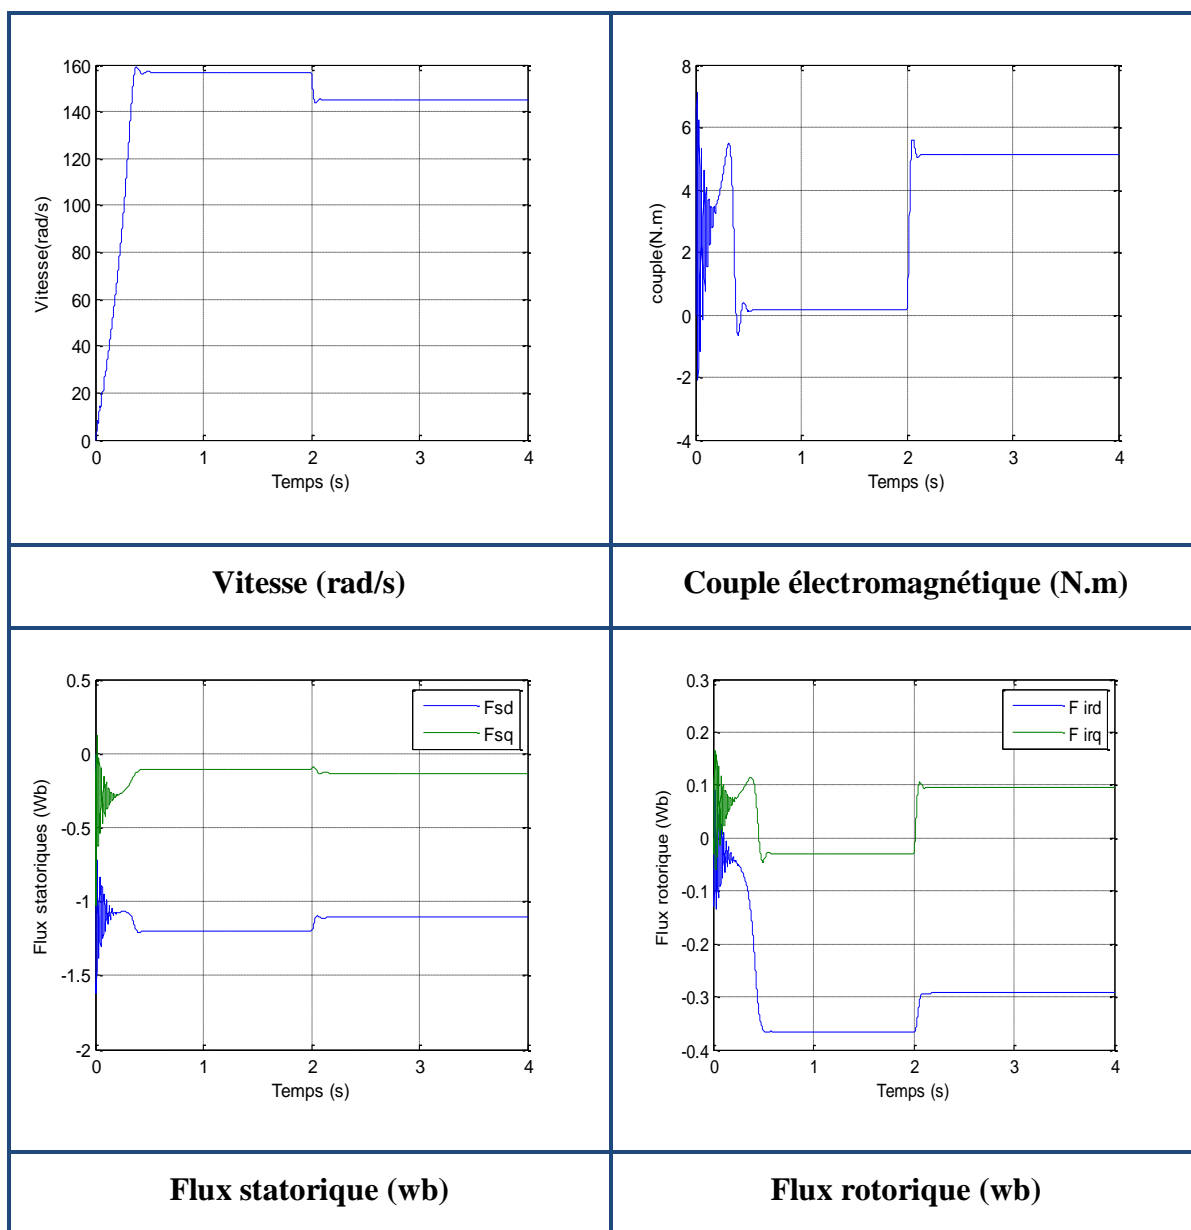 160
140
120
100
80
60
40
20
0
Vitesse(rad/s)
0 1 2 3 4
Temps (s)
8
6
4
2
0
-2
-4
couple(N.m)
0 1 2 3 4
Temps (s)
Vitesse (rad/s)
Couple électromagnétique (N.m)
0.5
0
-0.5
-1
-1.5
-2
Flux statoriques (Wb)
Fsd
Fsq
0 1 2 3 4
Temps (s)
0.3
0.2
0.1
0
-0.1
-0.2
-0.3
-0.4
Flux rotorique (Wb)
F ird
F irq
0 1 2 3 4
Temps (s)
Flux statorique (wb)
Flux rotorique (wb)